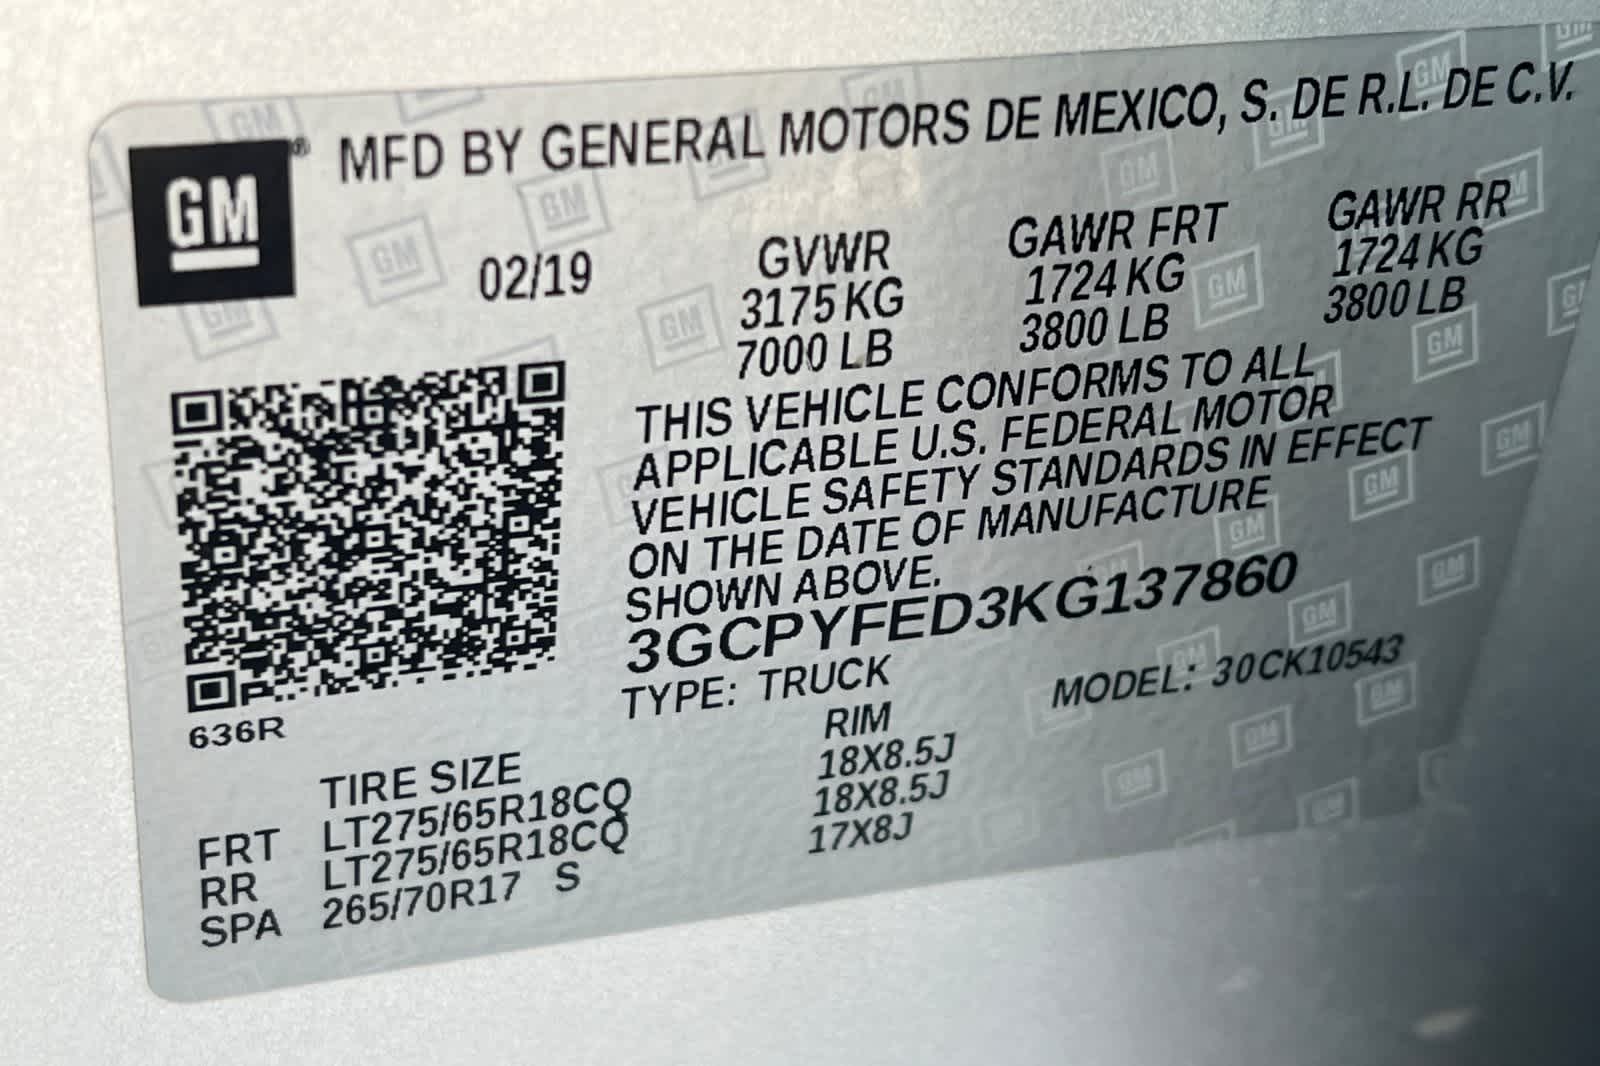 GM® MFD BY GENERAL MOTORS DE MEXICO, S. DE R.L. DE C.V.
02/19 GVWR GAWR FRT GAWR RR
3175 KG 1724 KG 1724 KG
7000 LB 3800 LB 3800 LB
THIS VEHICLE CONFORMS TO ALL
APPLICABLE U.S. FEDERAL MOTOR
VEHICLE SAFETY STANDARDS IN EFFECT
ON THE DATE OF MANUFACTURE
SHOWN ABOVE.
3GCPYFED3KG137860
TYPE: TRUCK MODEL: 30CK10543
636R
TIRE SIZE RIM
FRT LT275/65R18CQ 18X8.5J
RR LT275/65R18CQ 18X8.5J
SPA 265/70R17 S 17X8J